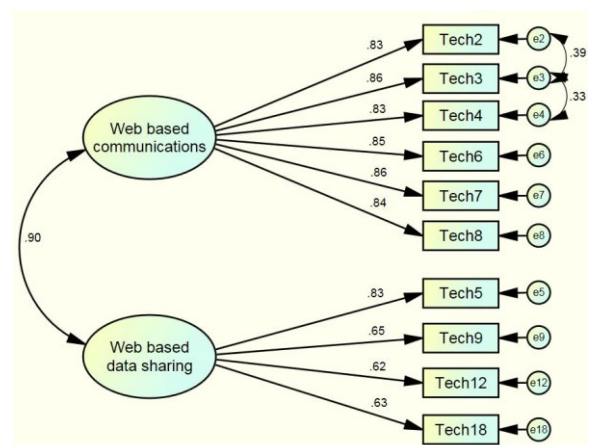 Web based
communications
Web based
data sharing
.90
.83
.86
.83
.85
.86
.84
.83
.65
.62
.63
Tech2
Tech3
Tech4
Tech6
Tech7
Tech8
Tech5
Tech9
Tech12
Tech18
e2
e3
e4
e6
e7
e8
e5
e9
e12
e18
.39
.33